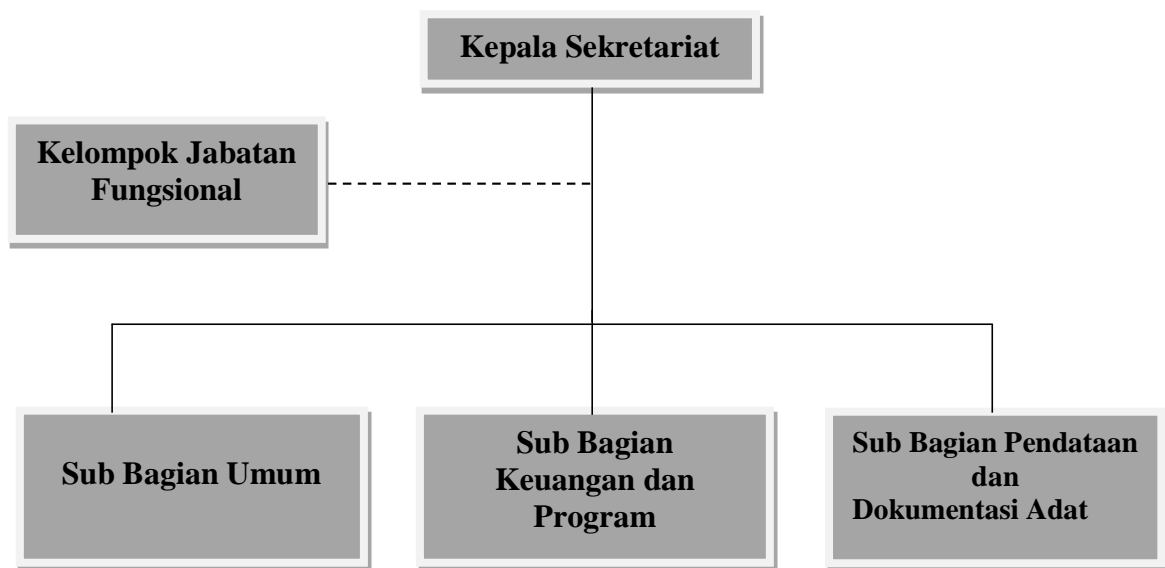 Kepala Sekretariat
Kelompok Jabatan
Fungsional
Sub Bagian Umum
Sub Bagian
Keuangan dan
Program
Sub Bagian Pendataan
dan
Dokumentasi Adat